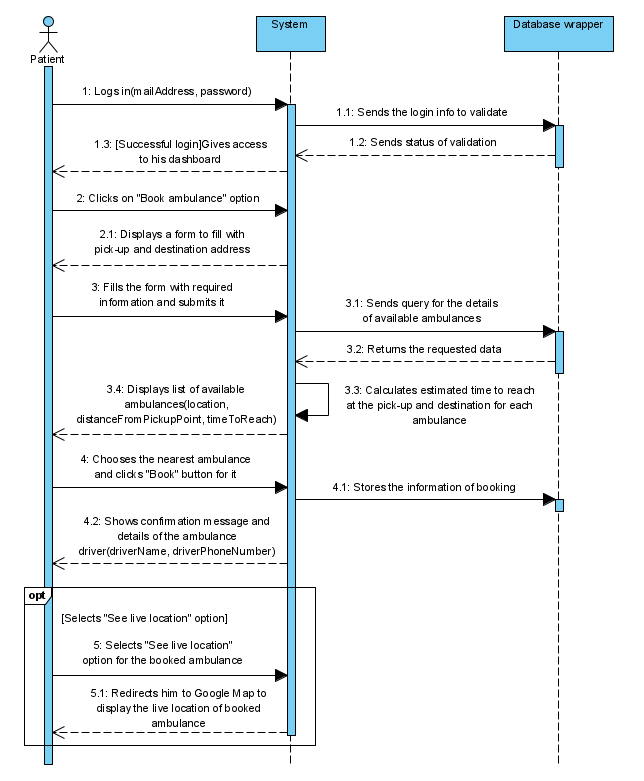 System
Database wrapper
Patient
1: Logs in(mailAddress, password)
1.1: Sends the login info to validate
1.2: Sends status of validation
1.3: [Successful login]Gives access
to his dashboard
2: Clicks on "Book ambulance" option
2.1: Displays a form to fill with
pick-up and destination address
3: Fills the form with required
information and submits it
3.1: Sends query for the details
of available ambulances
3.2: Returns the requested data
3.3: Calculates estimated time to reach
at the pick-up and destination for each
ambulance
3.4: Displays list of available
ambulances(location,
distanceFromPickupPoint, timeToReach)
4: Chooses the nearest ambulance
and clicks "Book" button for it
4.1: Stores the information of booking
4.2: Shows confirmation message and
details of the ambulance
driver(driverName, driverPhoneNumber)
opt
[Selects "See live location" option]
5: Selects "See live location"
option for the booked ambulance
5.1: Redirects him to Google Map to
display the live location of booked
ambulance